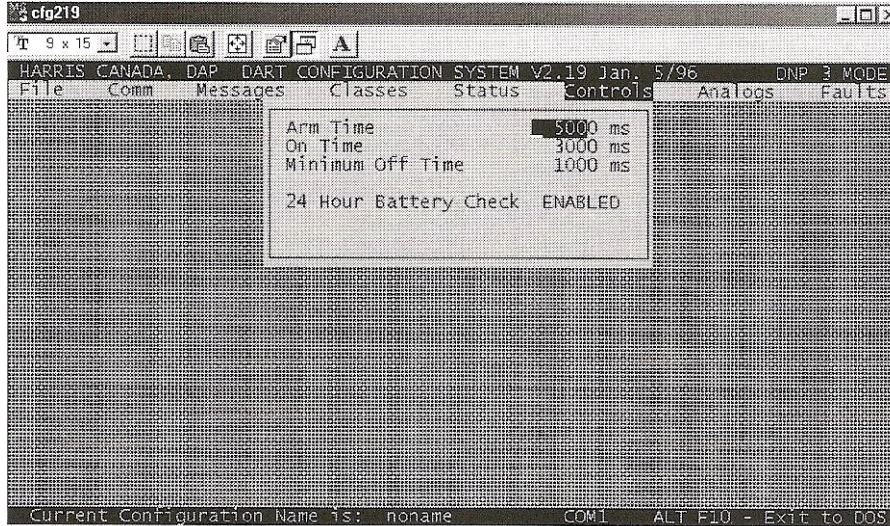 cfg219
9 x 15
A
HARRIS CANADA, DAP DART CONFIGURATION SYSTEM V2.19 Jan. 5/96 DNP 3 MODE
File Comm Messages Classes Status Controls Analogs Faults
Arm Time 5000 ms
On Time 3000 ms
Minimum Off Time 1000 ms
24 Hour Battery Check ENABLED
Current Configuration Name is: noname COM1 ALT F10 - Exit to DOS